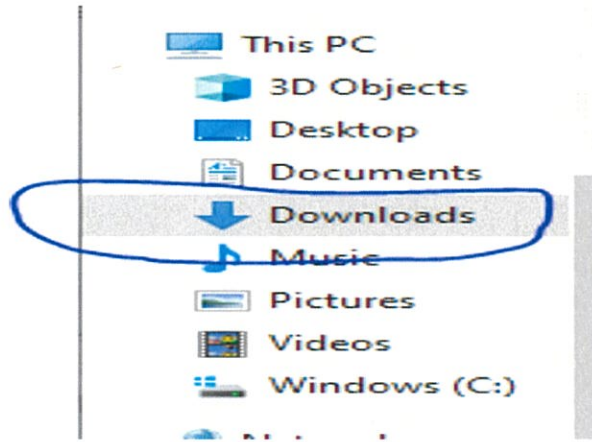 This PC
3D Objects
Desktop
Documents
Downloads
Music
Pictures
Videos
Windows (C:)